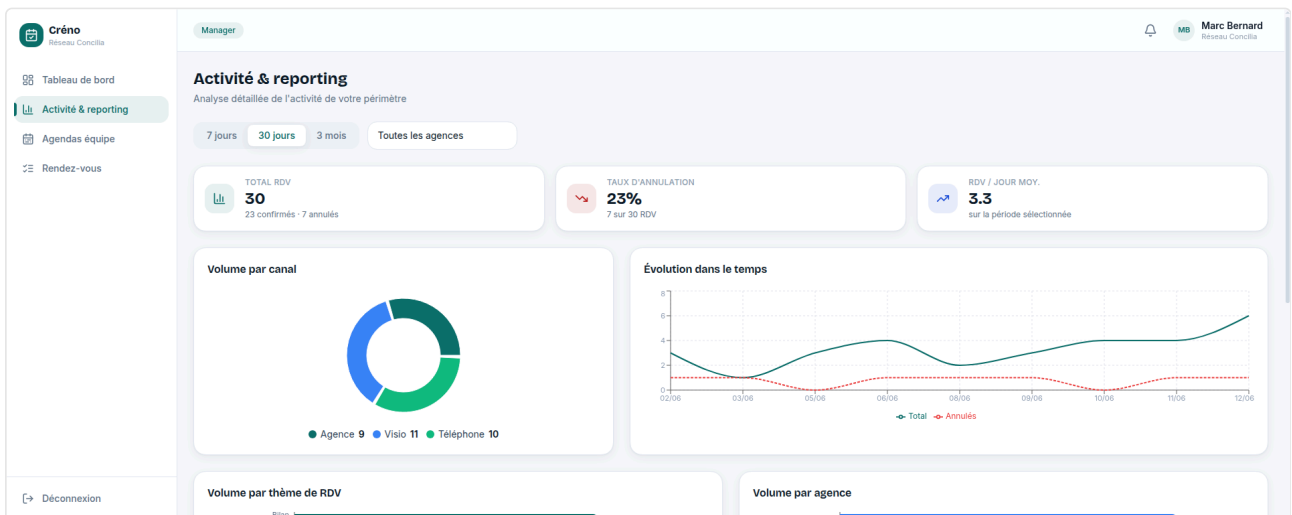 Créno
Réseau Concilia
Manager
MB
Marc Bernard
Réseau Concilia
Tableau de bord
Activité & reporting
Agendas équipe
Rendez-vous
Déconnexion
Activité & reporting
Analyse détaillée de l'activité de votre périmètre
7 jours 30 jours 3 mois Toutes les agences
TOTAL RDV
30
23 confirmés · 7 annulés
TAUX D'ANNULATION
23%
7 sur 30 RDV
RDV / JOUR MOY.
3.3
sur la période sélectionnée
Volume par canal
Agence 9 Visio 11 Téléphone 10
Évolution dans le temps
8
6
4
2
0
02/06 03/06 05/06 06/06 08/06 09/06 10/06 11/06 12/06
Total Annulés
Volume par thème de RDV
Volume par agence